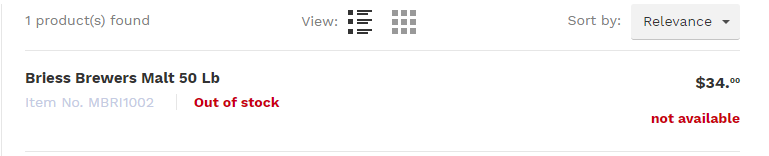 1 product(s) found View: Sort by: Relevance
Briess Brewers Malt 50 Lb $34.00
Item No. MBRI1002 Out of stock
not available